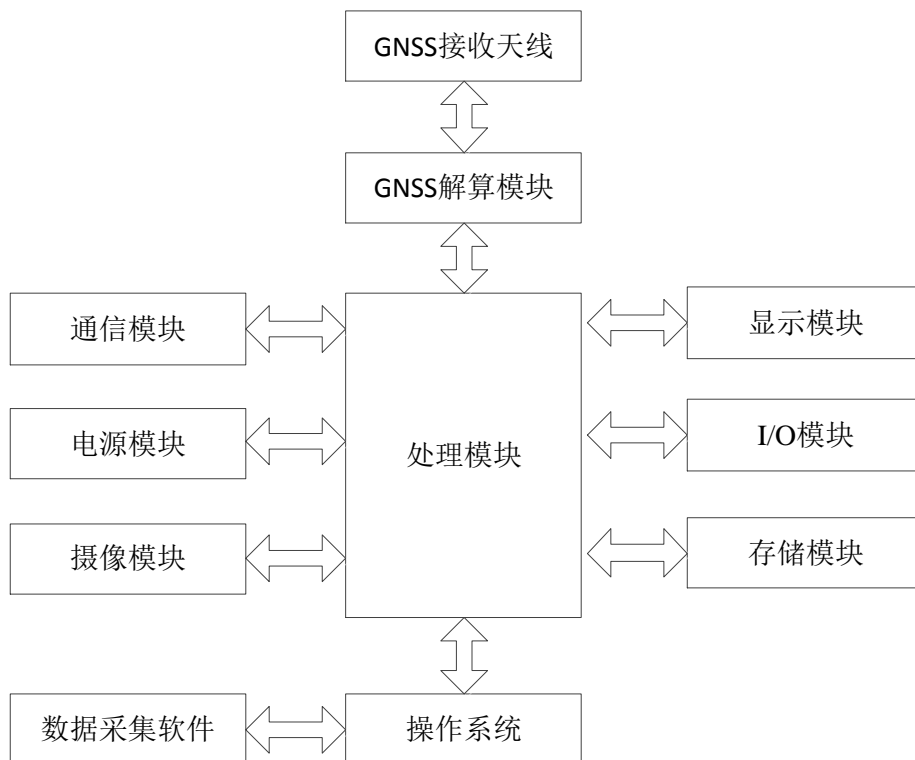 GNSS接收天线
GNSS解算模块
通信模块
显示模块
电源模块
处理模块
I/O模块
摄像模块
存储模块
数据采集软件
操作系统